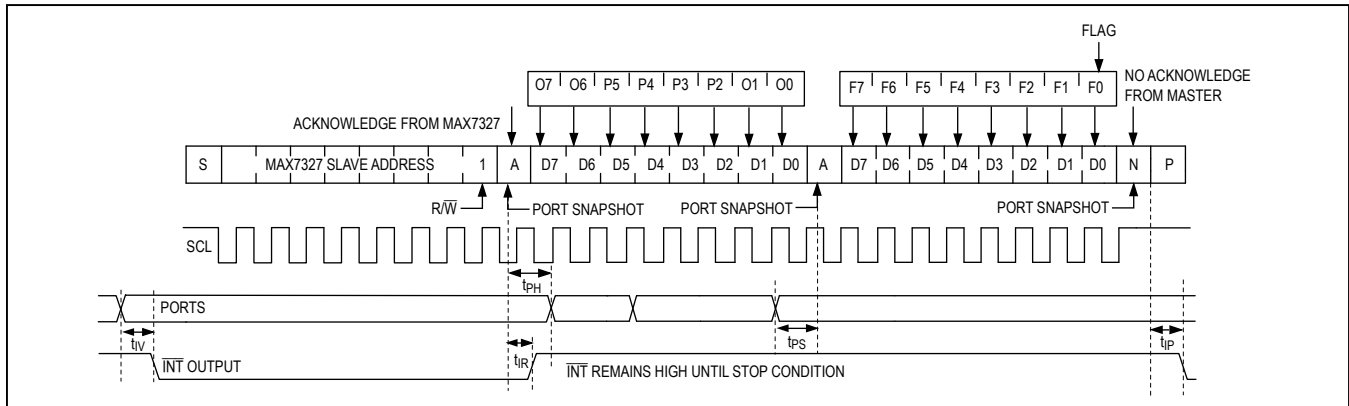 FLAG
O7 O6 P5 P4 P3 P2 O1 O0
F7 F6 F5 F4 F3 F2 F1 F0
NO ACKNOWLEDGE
FROM MASTER
ACKNOWLEDGE FROM MAX7327
S MAX7327 SLAVE ADDRESS 1 A D7 D6 D5 D4 D3 D2 D1 D0 A D7 D6 D5 D4 D3 D2 D1 D0 N P
R/W̅ PORT SNAPSHOT PORT SNAPSHOT PORT SNAPSHOT
SCL
tPH
PORTS
tIV tIR tPS tIP
I̅N̅T̅ OUTPUT I̅N̅T̅ REMAINS HIGH UNTIL STOP CONDITION